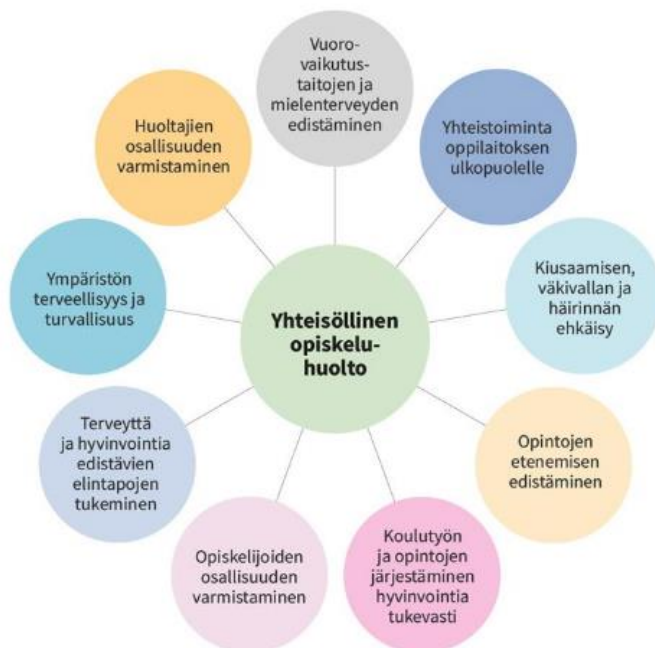 Vuoro-
vaikutus-
taitojen ja
mielenterveyden
edistäminen
Yhteistoiminta
oppilaitoksen
ulkopuolelle
Kiusaamisen,
väkivallan ja
häirinnän
ehkäisy
Opintojen
etenemisen
edistäminen
Koulutyön
ja opintojen
järjestäminen
hyvinvointia
tukevasti
Opiskelijoiden
osallisuuden
varmistaminen
Terveyttä
ja hyvinvointia
edistävien
elintapojen
tukeminen
Ympäristön
terveellisyys ja
turvallisuus
Huoltajien
osallisuuden
varmistaminen
Yhteisöllinen
opiskelu-
huolto